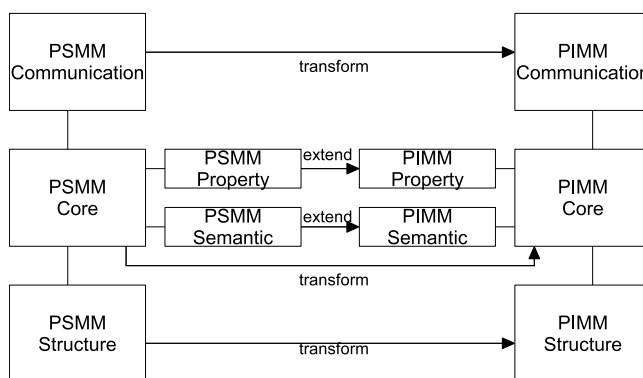 PSMM
Communication
transform
PIMM
Communication
PSMM
Core
PSMM
Property
extend
PIMM
Property
PIMM
Core
PSMM
Semantic
extend
PIMM
Semantic
transform
PSMM
Structure
transform
PIMM
Structure